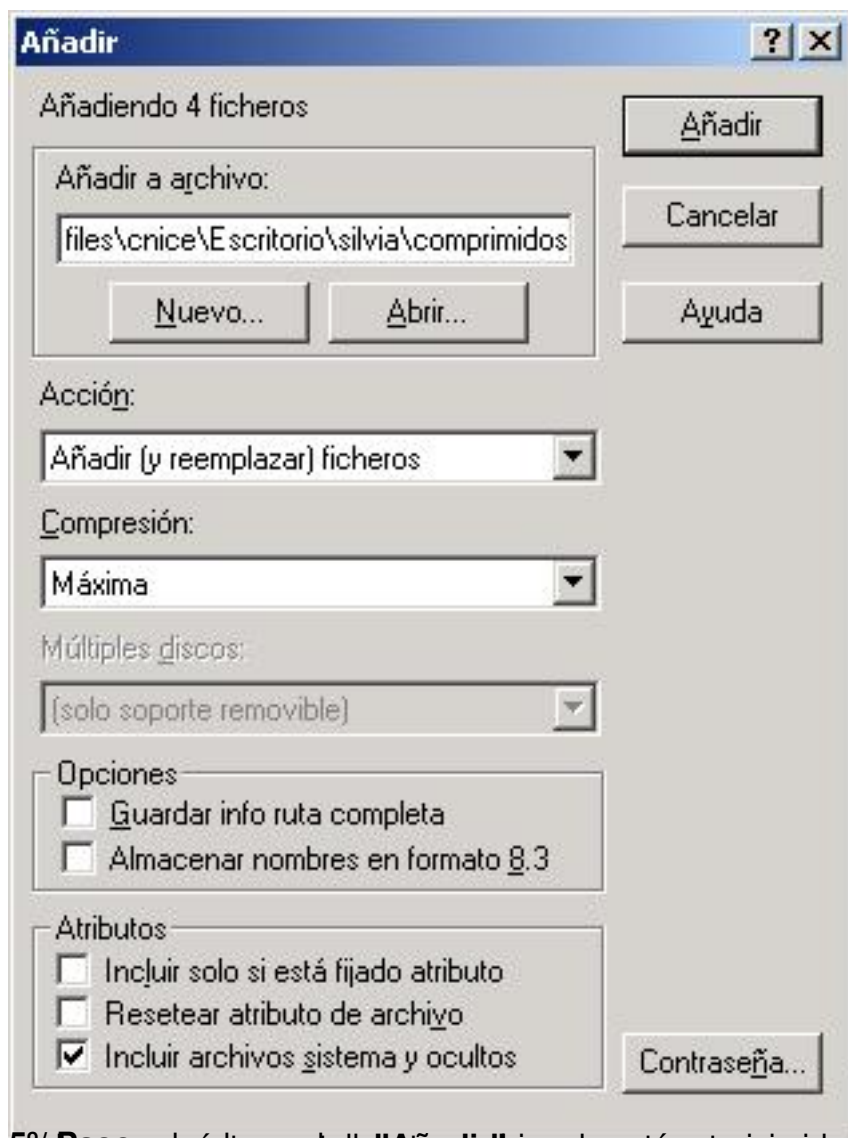 Añadir
Añadiendo 4 ficheros
Añadir
Añadir a archivo:
files\cnice\Escritorio\silvia\comprimidos
Cancelar
Nuevo...
Abrir...
Ayuda
Acción:
Añadir (y reemplazar) ficheros
Compresión:
Máxima
Múltiples discos:
(solo soporte removible)
Opciones
Guardar info ruta completa
Almacenar nombres en formato 8.3
Atributos
Incluir solo si está fijado atributo
Resetear atributo de archivo
Incluir archivos sistema y ocultos
Contraseña...